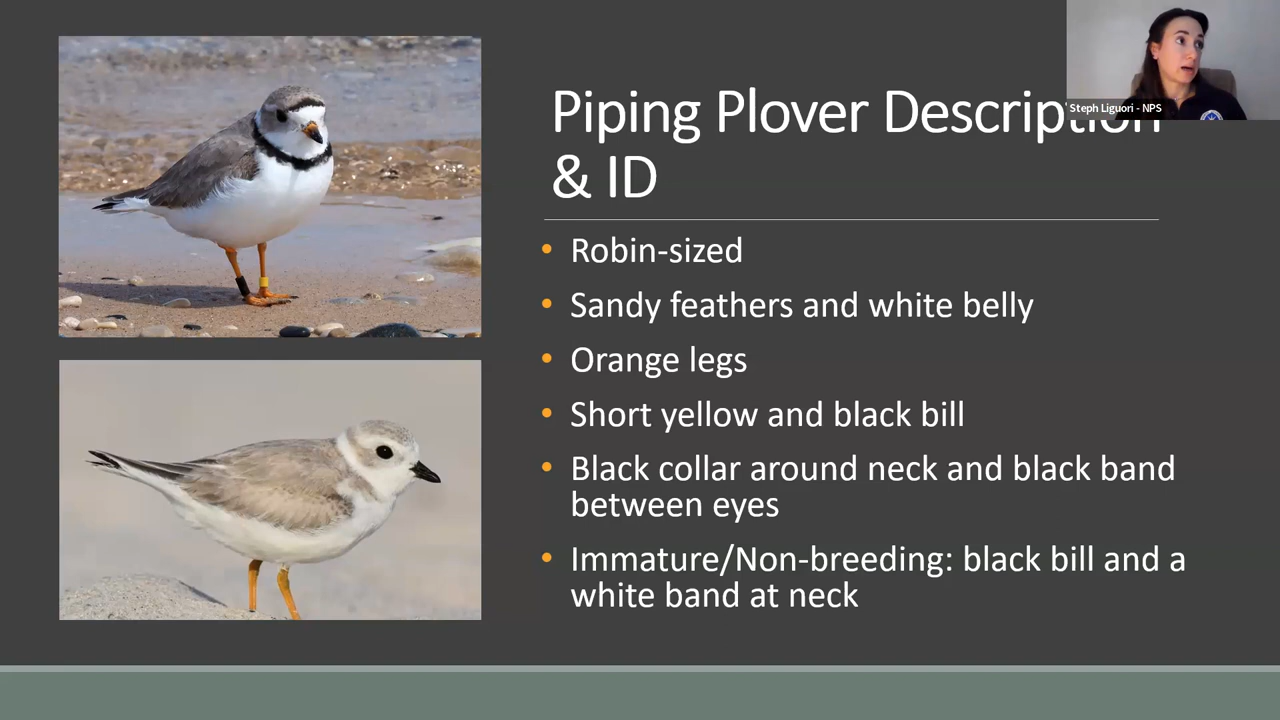 Steph Liguori - NPS
Piping Plover Description
& ID
• Robin-sized
• Sandy feathers and white belly
• Orange legs
• Short yellow and black bill
• Black collar around neck and black band
between eyes
• Immature/Non-breeding: black bill and a
white band at neck